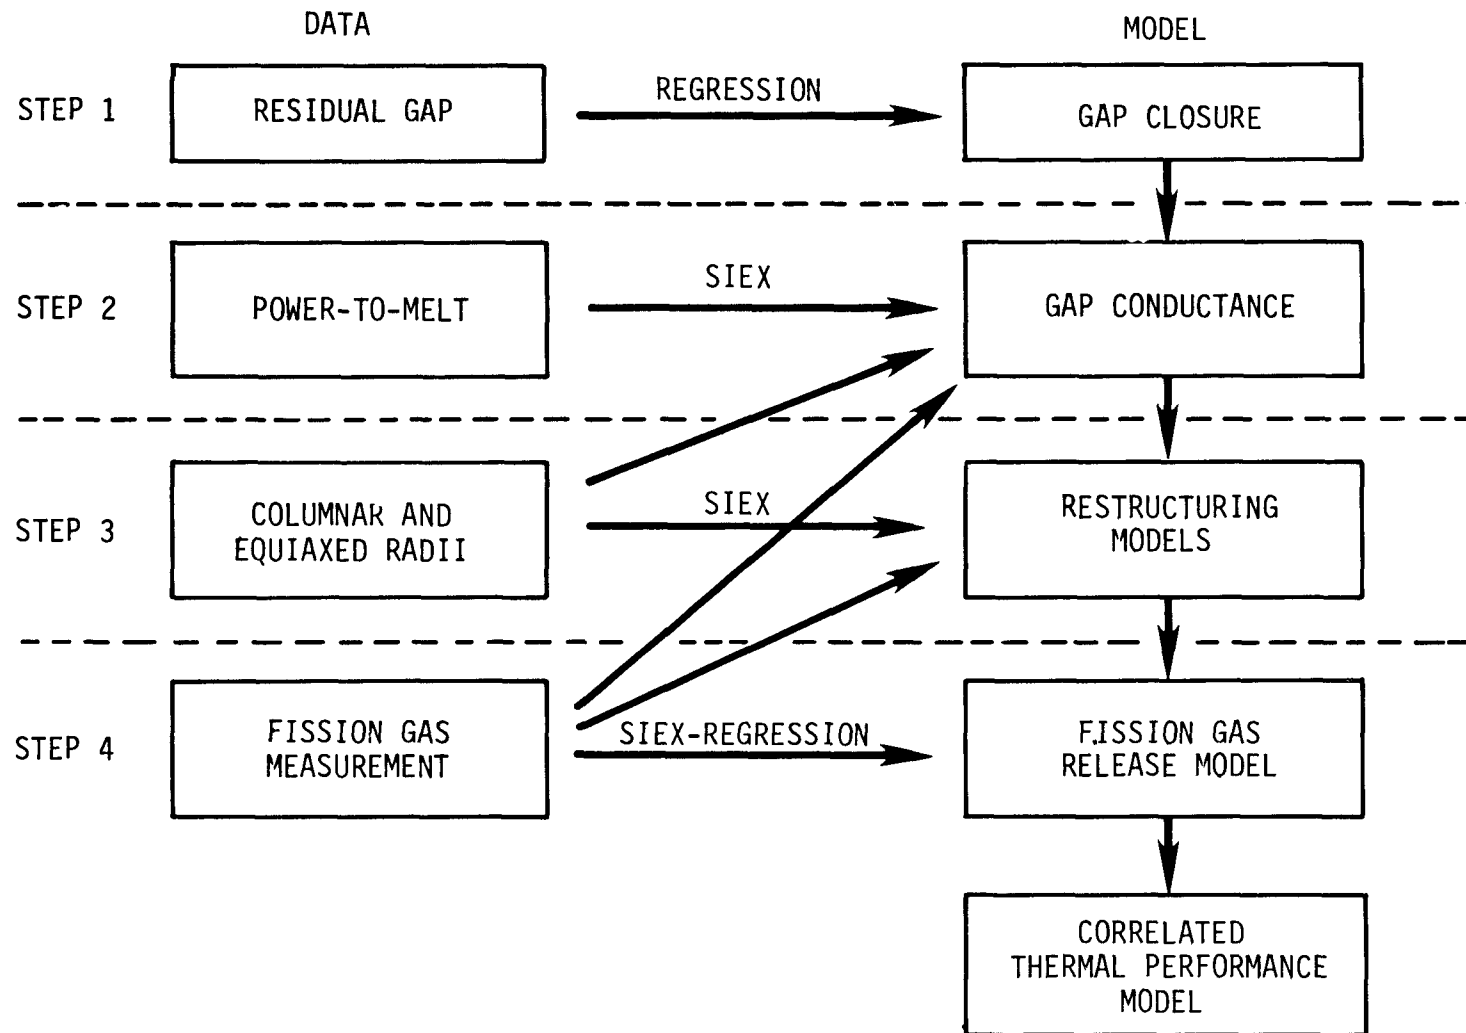 DATA
MODEL
STEP 1
RESIDUAL GAP
REGRESSION
GAP CLOSURE
STEP 2
POWER-TO-MELT
SIEX
GAP CONDUCTANCE
STEP 3
COLUMNAR AND
EQUIAXED RADII
SIEX
RESTRUCTURING
MODELS
STEP 4
FISSION GAS
MEASUREMENT
SIEX-REGRESSION
FISSION GAS
RELEASE MODEL
CORRELATED
THERMAL PERFORMANCE
MODEL